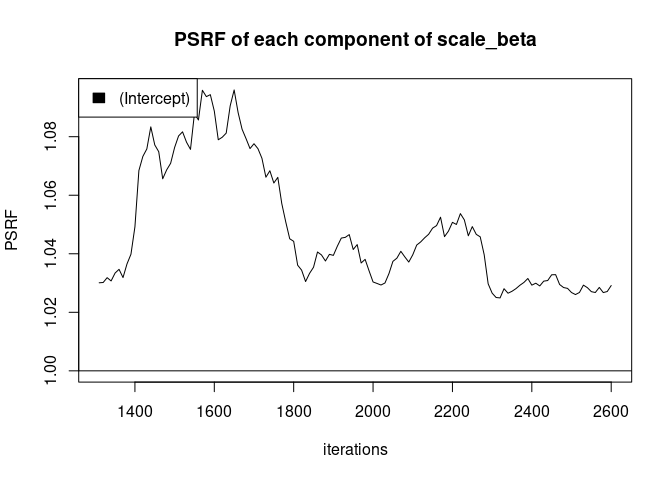 PSRF of each component of scale_beta
(Intercept)
PSRF
1.00
1.02
1.04
1.06
1.08
1400 1600 1800 2000 2200 2400 2600
iterations